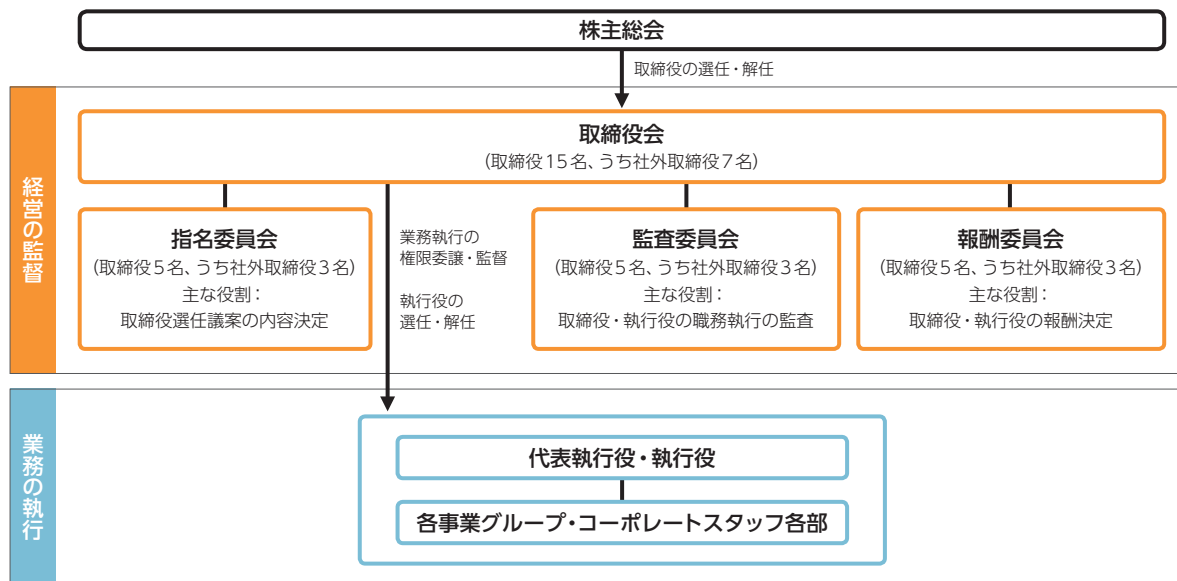 株主総会
取締役の選任・解任
経営の監督
取締役会
(取締役15名、うち社外取締役7名)
指名委員会
(取締役5名、うち社外取締役3名)
主な役割：
取締役選任議案の内容決定
業務執行の
権限委譲・監督
執行役の
選任・解任
監査委員会
(取締役5名、うち社外取締役3名)
主な役割：
取締役・執行役の職務執行の監査
報酬委員会
(取締役5名、うち社外取締役3名)
主な役割：
取締役・執行役の報酬決定
業務の執行
代表執行役・執行役
各事業グループ・コーポレートスタッフ各部